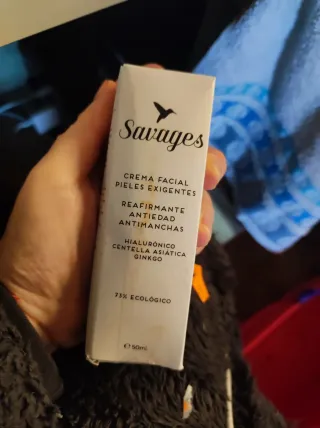 Savages
CREMA FACIAL
PIELES EXIGENTES
REAFIRMANTE
ANTIEDAD
ANTIMANCHAS
HIALURÓNICO
CENTELLA ASIÁTICA
GINKGO
73% ECOLÓGICO
℮ 50ml